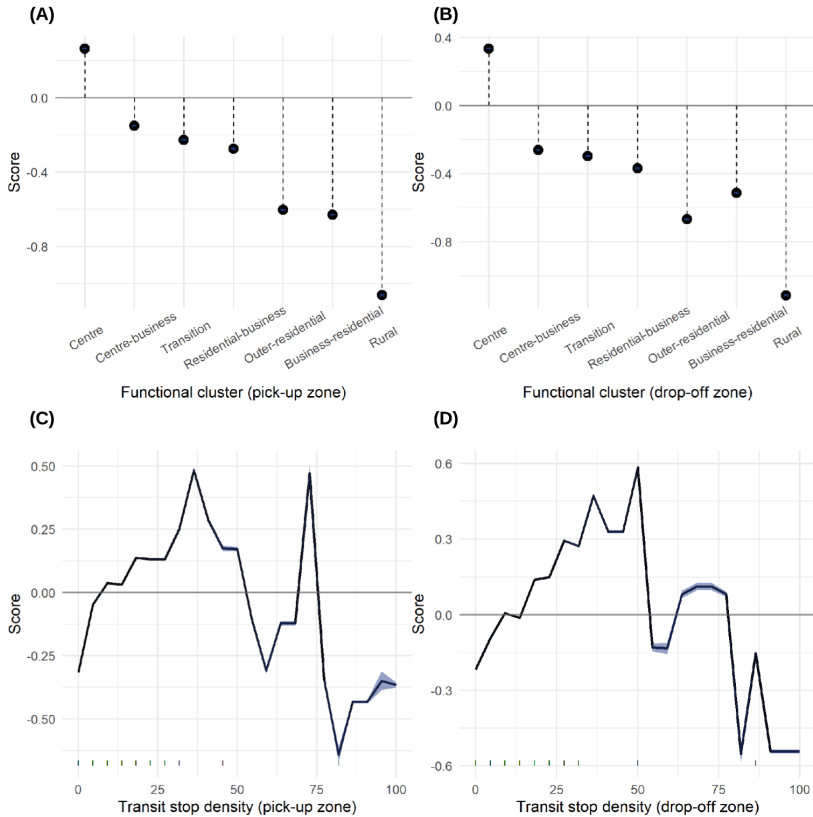 (A)
0.0
-0.4
-0.8
Score
Centre
Centre-business
Transition
Residential-business
Outer-residential
Business-residential
Rural
Functional cluster (pick-up zone)
(B)
0.4
0.0
-0.4
-0.8
Score
Centre
Centre-business
Transition
Residential-business
Outer-residential
Business-residential
Rural
Functional cluster (drop-off zone)
(C)
0.50
0.25
0.00
-0.25
-0.50
Score
0 25 50 75 100
Transit stop density (pick-up zone)
(D)
0.6
0.3
0.0
-0.3
-0.6
Score
0 25 50 75 100
Transit stop density (drop-off zone)